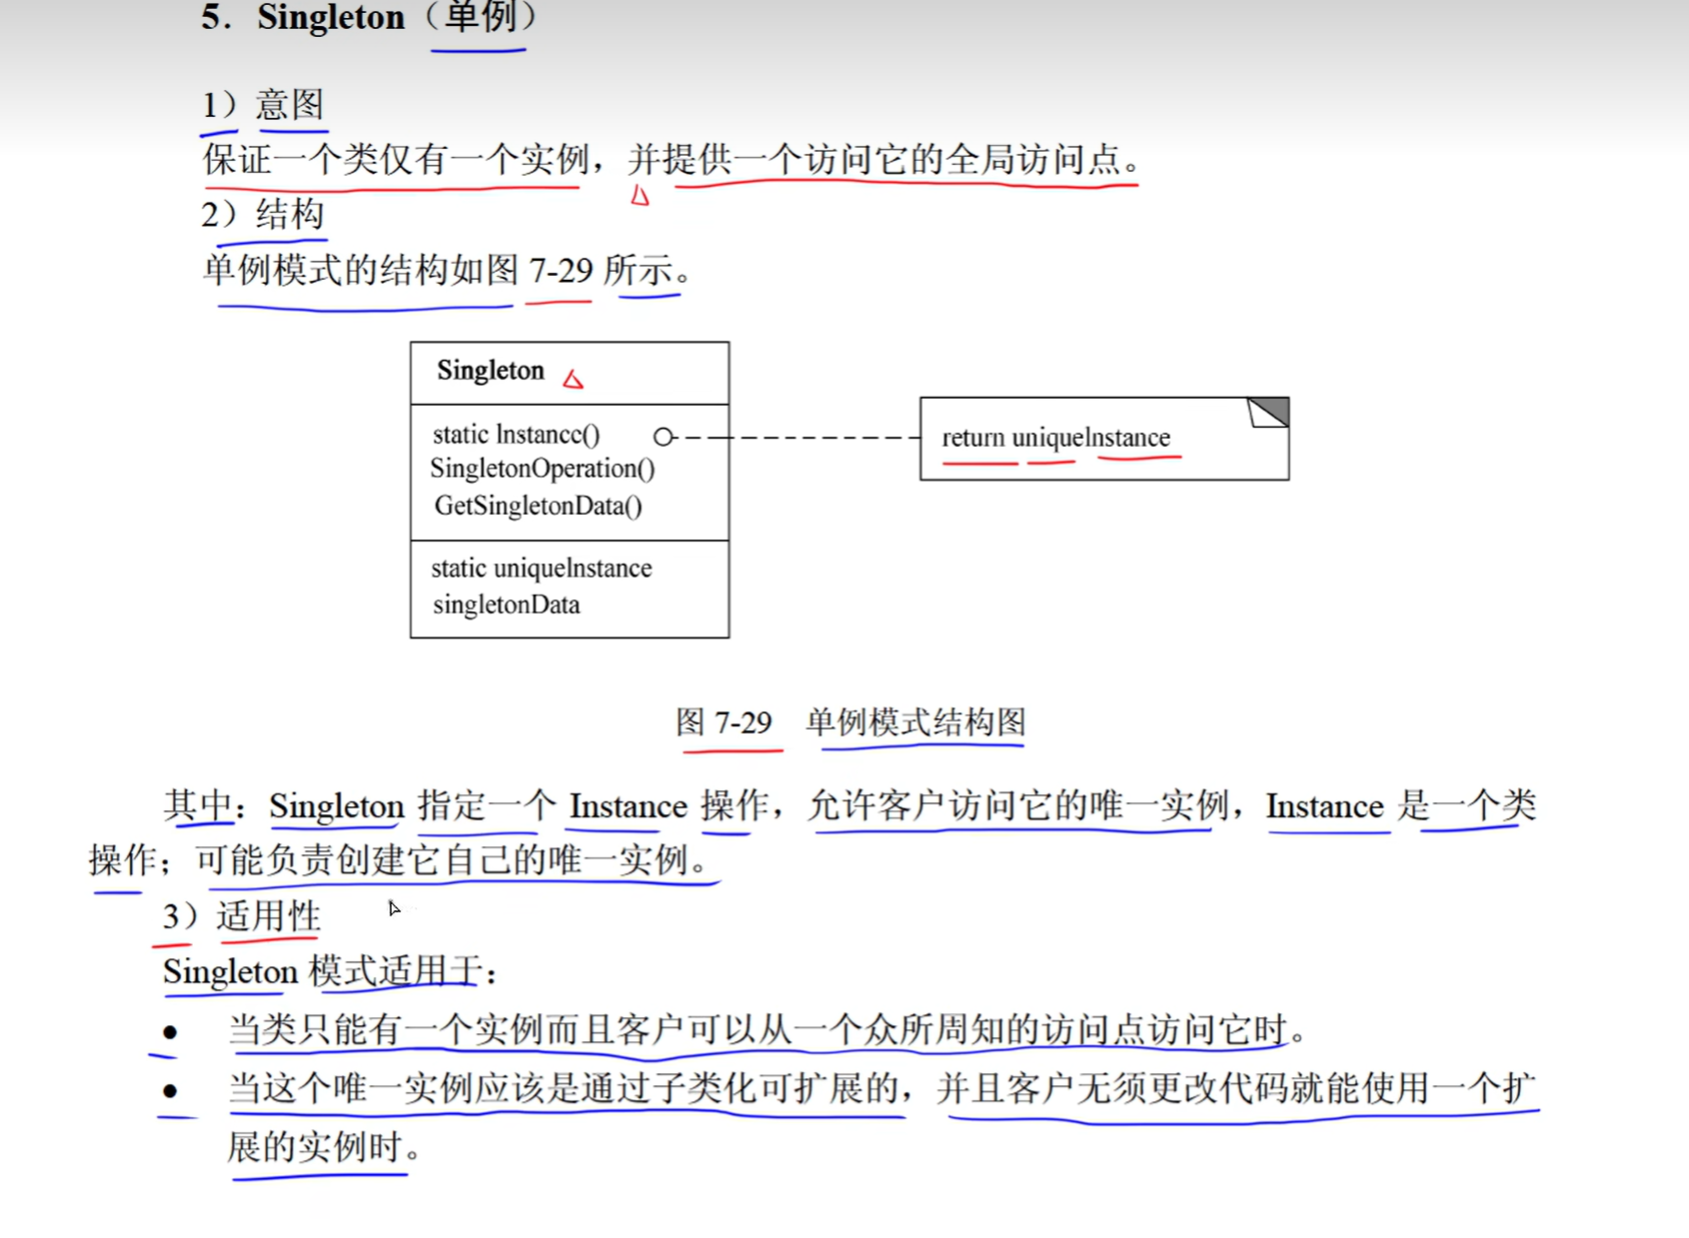 5. Singleton（单例）
1）意图
保证一个类仅有一个实例，并提供一个访问它的全局访问点。
2）结构
单例模式的结构如图 7-29 所示。
Singleton
static Instance()
SingletonOperation()
GetSingletonData()
static uniqueInstance
singletonData
return uniqueInstance
图 7-29 单例模式结构图
其中：Singleton 指定一个 Instance 操作，允许客户访问它的唯一实例，Instance 是一个类
操作；可能负责创建它自己的唯一实例。
3）适用性
Singleton 模式适用于：
● 当类只能有一个实例而且客户可以从一个众所周知的访问点访问它时。
● 当这个唯一实例应该是通过子类化可扩展的，并且客户无须更改代码就能使用一个扩
展的实例时。